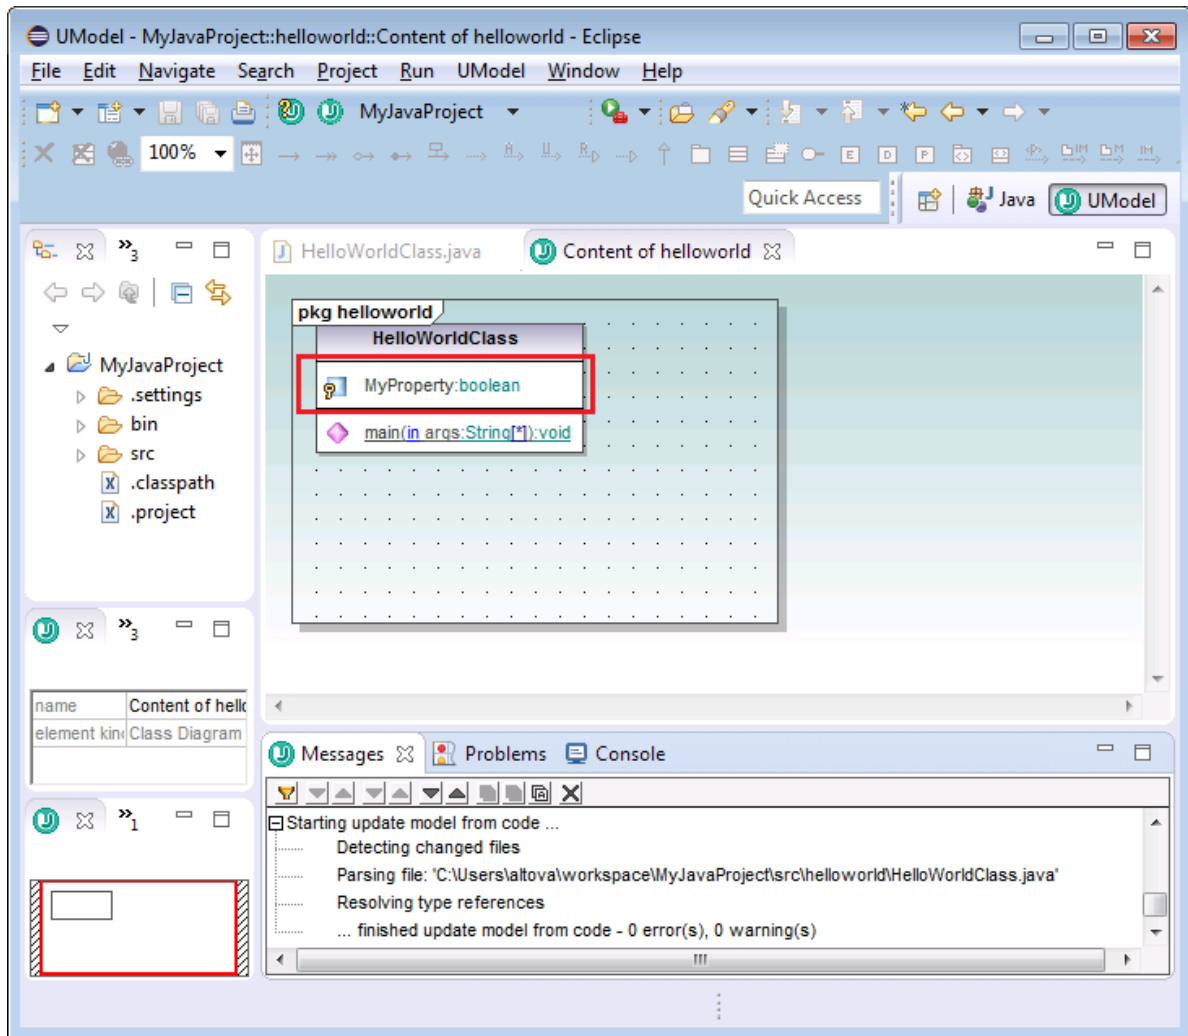 UModel - MyJavaProject::helloworld::Content of helloworld - Eclipse
File Edit Navigate Search Project Run UModel Window Help
MyJavaProject
100%
Quick Access Java UModel
3 HelloWorldClass.java Content of helloworld
pkg helloworld
HelloWorldClass
MyProperty:boolean
main(in args:String[*]):void
MyJavaProject
.settings
bin
src
.classpath
.project
3
name Content of hello
element kin Class Diagram
Messages Problems Console
1
Starting update model from code ...
Detecting changed files
Parsing file: 'C:\Users\altova\workspace\MyJavaProject\src\helloworld\HelloWorldClass.java'
Resolving type references
... finished update model from code - 0 error(s), 0 warning(s)